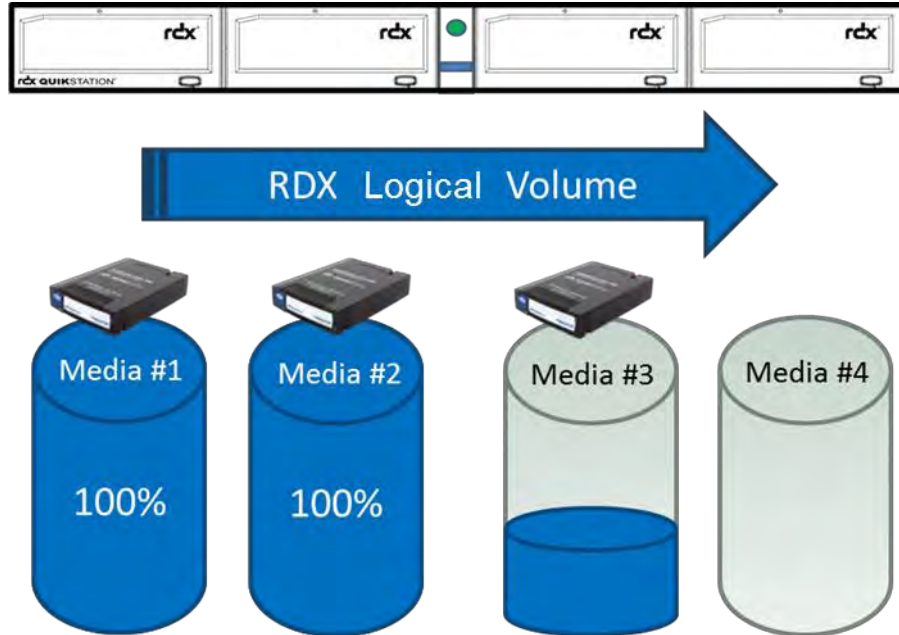 rdx rdx rdx rdx
rdx QUIKSTATION
RDX Logical Volume
Media #1 Media #2 Media #3 Media #4
100% 100%